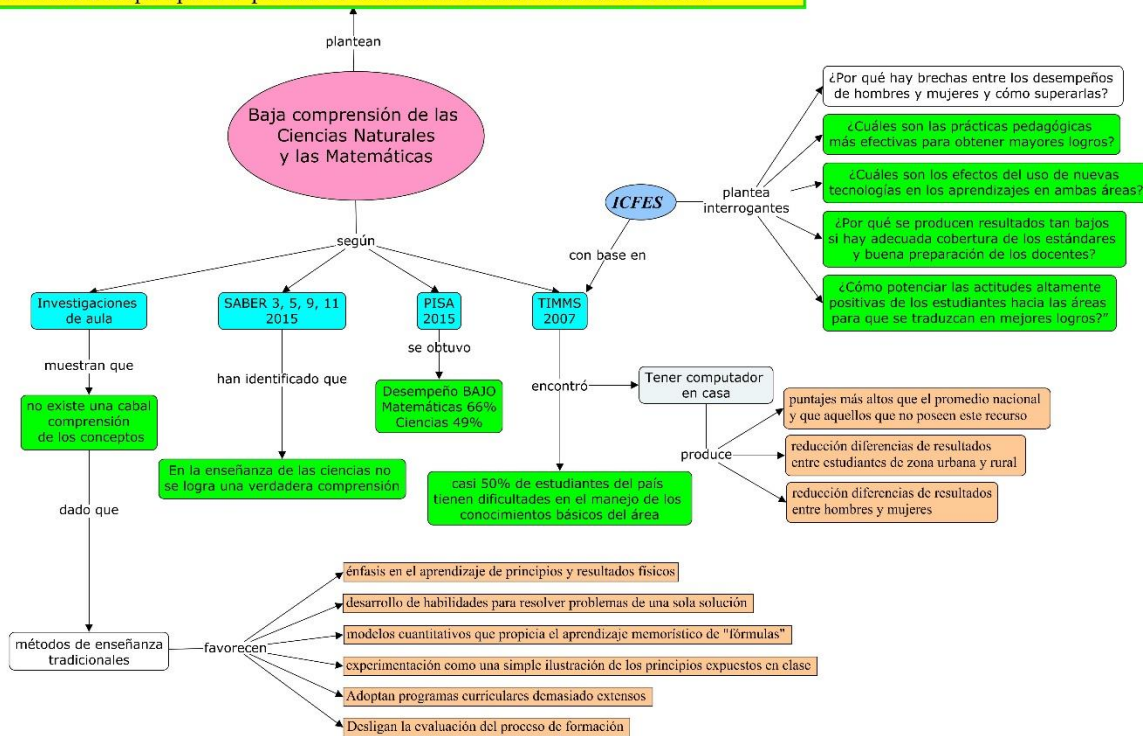 plantean
Baja comprensión de las
Ciencias Naturales
y las Matemáticas
según
Investigaciones
de aula
SABER 3, 5, 9, 11
2015
PISA
2015
TIMMS
2007
ICFES
con base en
plantea
interrogantes
¿Por qué hay brechas entre los desempeños
de hombres y mujeres y cómo superarlas?
¿Cuáles son las prácticas pedagógicas
más efectivas para obtener mayores logros?
¿Cuáles son los efectos del uso de nuevas
tecnologías en los aprendizajes en ambas áreas?
¿Por qué se producen resultados tan bajos
si hay adecuada cobertura de los estándares
y buena preparación de los docentes?
¿Cómo potenciar las actitudes altamente
positivas de los estudiantes hacia las áreas
para que se traduzcan en mejores logros?”
muestran que
no existe una cabal
comprensión
de los conceptos
han identificado que
En la enseñanza de las ciencias no
se logra una verdadera comprensión
se obtuvo
Desempeño BAJO
Matemáticas 66%
Ciencias 49%
encontró
casi 50% de estudiantes del país
tienen dificultades en el manejo de los
conocimientos básicos del área
Tener computador
en casa
produce
puntajes más altos que el promedio nacional
y que aquellos que no poseen este recurso
reducción diferencias de resultados
entre estudiantes de zona urbana y rural
reducción diferencias de resultados
entre hombres y mujeres
dado que
métodos de enseñanza
tradicionales
favorecen
énfasis en el aprendizaje de principios y resultados físicos
desarrollo de habilidades para resolver problemas de una sola solución
modelos cuantitativos que propicia el aprendizaje memorístico de "fórmulas"
experimentación como una simple ilustración de los principios expuestos en clase
Adoptan programas curriculares demasiado extensos
Desligan la evaluación del proceso de formación